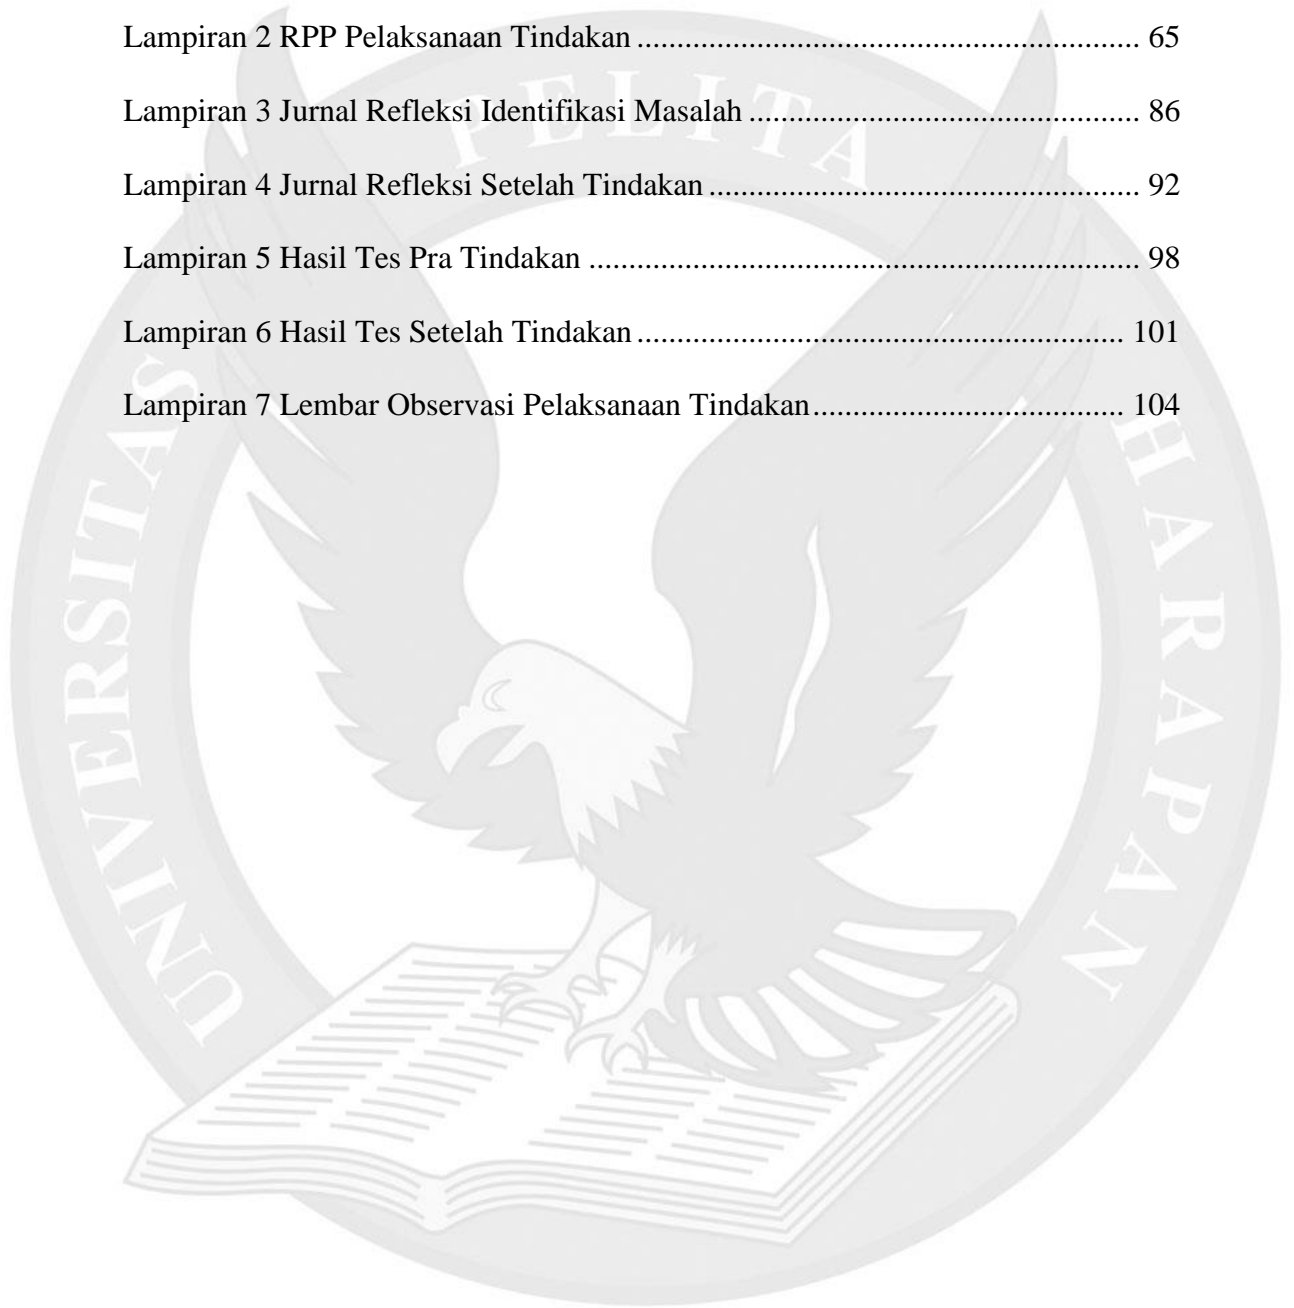 Lampiran 2 RPP Pelaksanaan Tindakan ................................................................ 65
Lampiran 3 Jurnal Refleksi Identifikasi Masalah .................................................. 86
Lampiran 4 Jurnal Refleksi Setelah Tindakan ....................................................... 92
Lampiran 5 Hasil Tes Pra Tindakan ...................................................................... 98
Lampiran 6 Hasil Tes Setelah Tindakan .............................................................. 101
Lampiran 7 Lembar Observasi Pelaksanaan Tindakan........................................ 104
UNIVERSITAS PELITA HARAPAN